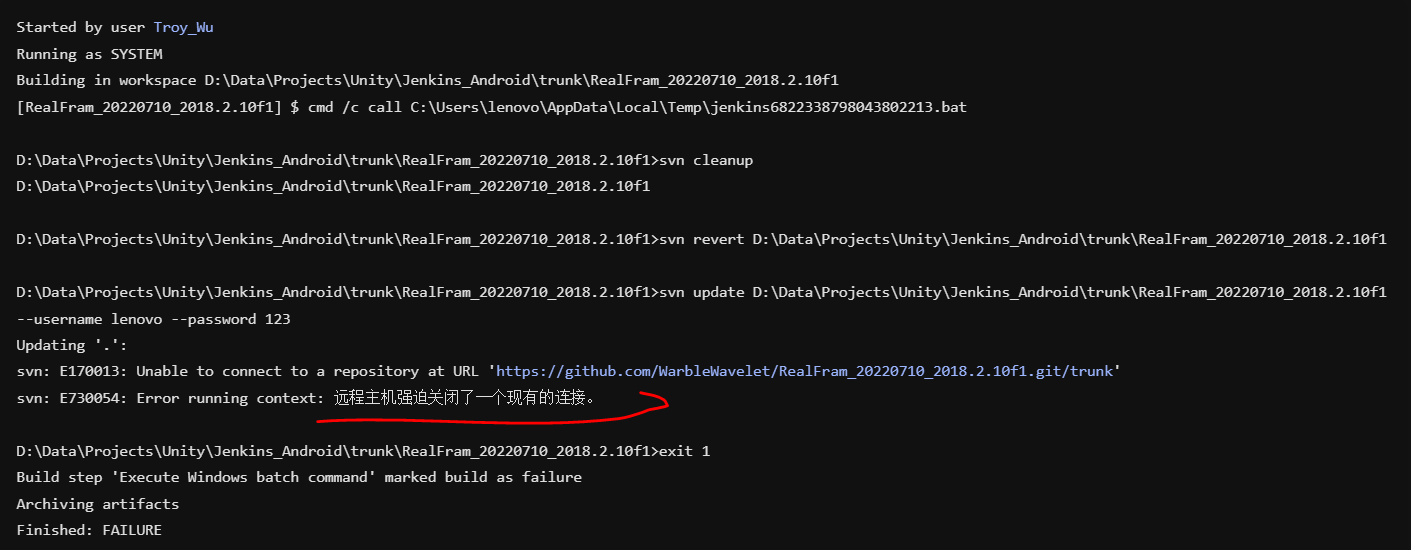 Started by user Troy_Wu
Running as SYSTEM
Building in workspace D:\Data\Projects\Unity\Jenkins_Android\trunk\RealFram_20220710_2018.2.10f1
[RealFram_20220710_2018.2.10f1] $ cmd /c call C:\Users\lenovo\AppData\Local\Temp\jenkins6822338798043802213.bat
D:\Data\Projects\Unity\Jenkins_Android\trunk\RealFram_20220710_2018.2.10f1>svn cleanup
D:\Data\Projects\Unity\Jenkins_Android\trunk\RealFram_20220710_2018.2.10f1
D:\Data\Projects\Unity\Jenkins_Android\trunk\RealFram_20220710_2018.2.10f1>svn revert D:\Data\Projects\Unity\Jenkins_Android\trunk\RealFram_20220710_2018.2.10f1
D:\Data\Projects\Unity\Jenkins_Android\trunk\RealFram_20220710_2018.2.10f1>svn update D:\Data\Projects\Unity\Jenkins_Android\trunk\RealFram_20220710_2018.2.10f1
--username lenovo --password 123
Updating '.':
svn: E170013: Unable to connect to a repository at URL 'https://github.com/WarbleWavelet/RealFram_20220710_2018.2.10f1.git/trunk'
svn: E730054: Error running context: 远程主机强迫关闭了一个现有的连接。
D:\Data\Projects\Unity\Jenkins_Android\trunk\RealFram_20220710_2018.2.10f1>exit 1
Build step 'Execute Windows batch command' marked build as failure
Archiving artifacts
Finished: FAILURE